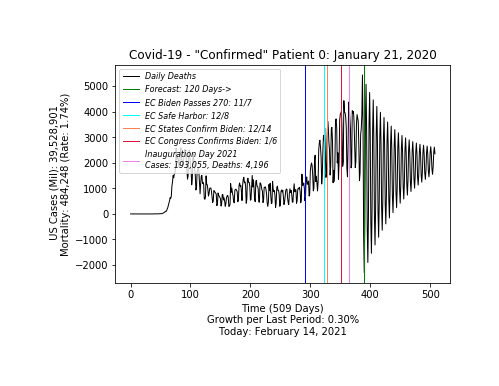 Covid-19 - "Confirmed" Patient 0: January 21, 2020
Daily Deaths
Forecast: 120 Days->
EC Biden Passes 270: 11/7
EC Safe Harbor: 12/8
EC States Confirm Biden: 12/14
EC Congress Confirms Biden: 1/6
Inauguration Day 2021
Cases: 193,055, Deaths: 4,196
5000
4000
3000
2000
1000
0
−1000
−2000
US Cases (Mil): 39,528,901
Mortality: 484,248 (Rate: 1.74%)
0 100 200 300 400 500
Time (509 Days)
Growth per Last Period: 0.30%
Today: February 14, 2021